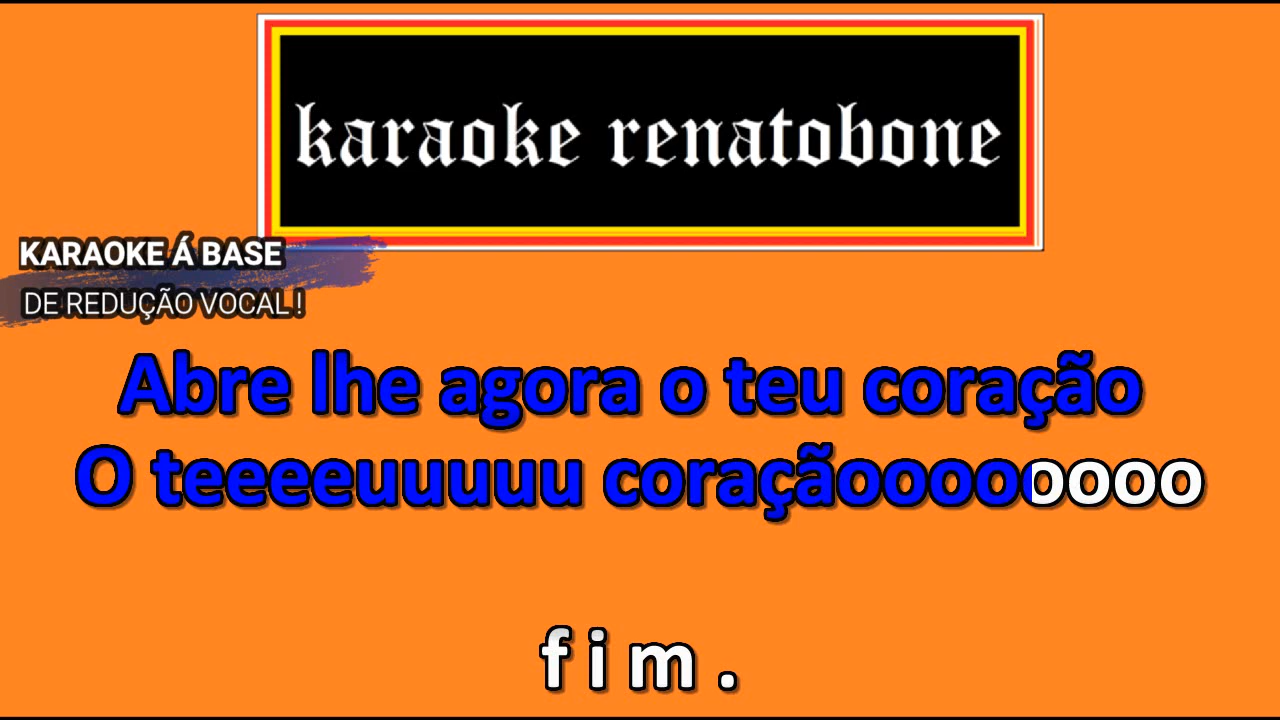 karaoke renatobone
KARAOKE Á BASE
DE REDUÇÃO VOCAL !
Abre lhe agora o teu coração
O teeeeuuuuu coraçãoooooooo
f i m .